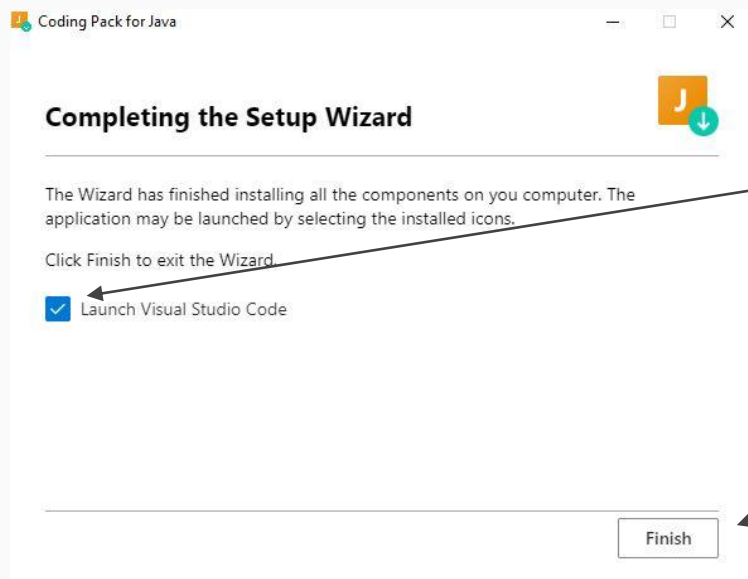 Coding Pack for Java
Completing the Setup Wizard
J
The Wizard has finished installing all the components on you computer. The
application may be launched by selecting the installed icons.
Click Finish to exit the Wizard.
Launch Visual Studio Code
Finish